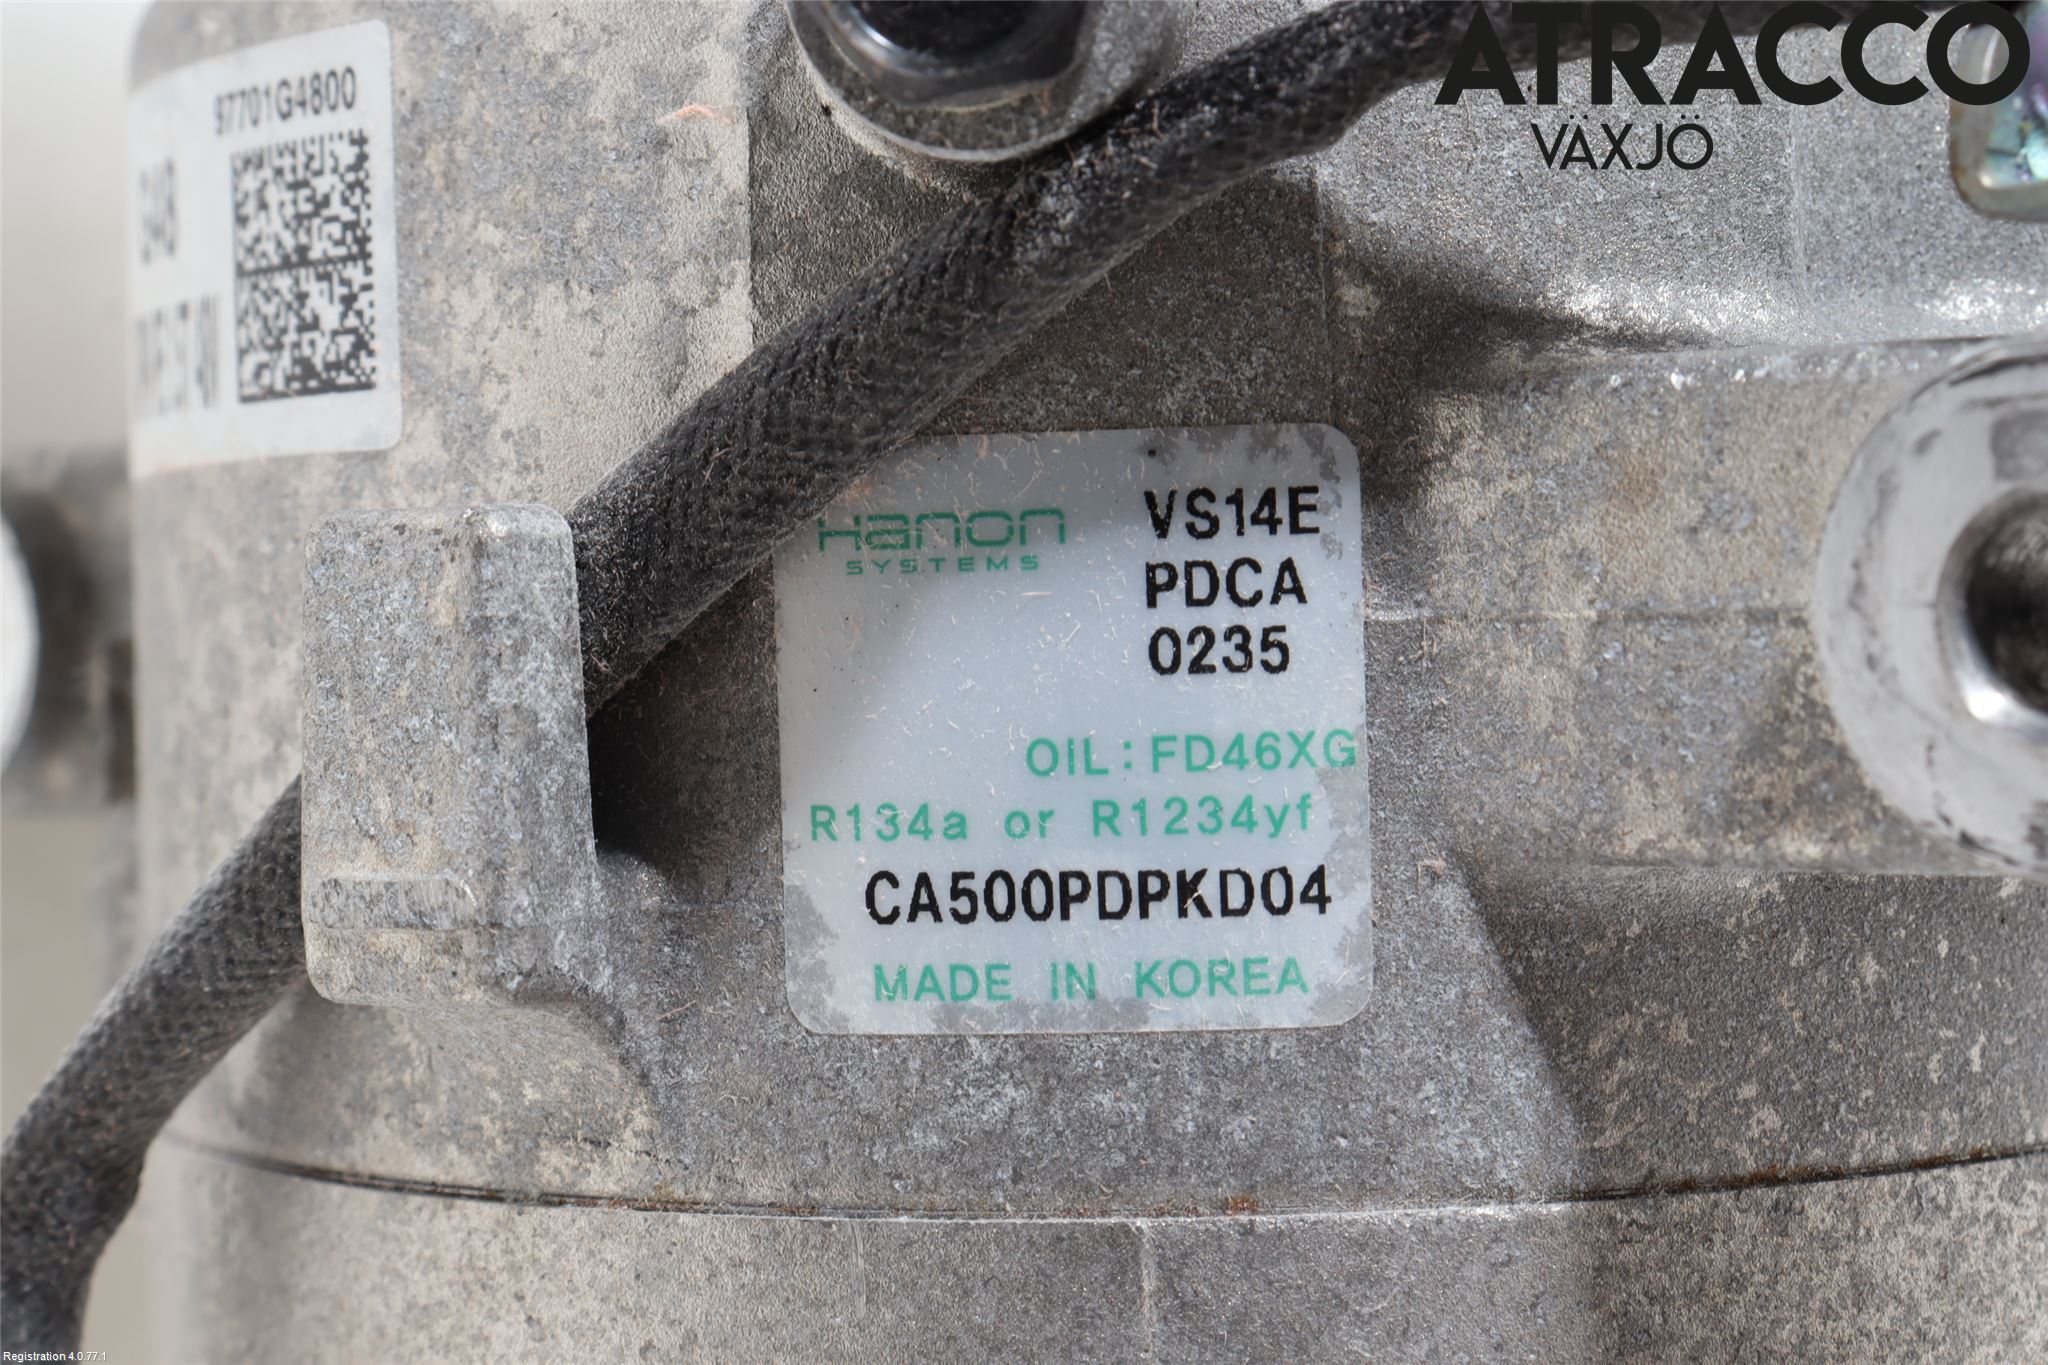 ATRACCO
VÄXJÖ
97701G4800
Hanon
SYSTEMS
VS14E
PDCA
0235
OIL:FD46XG
R134a or R1234yf
CA500PDPKD04
MADE IN KOREA
Registration 4.0.77.1